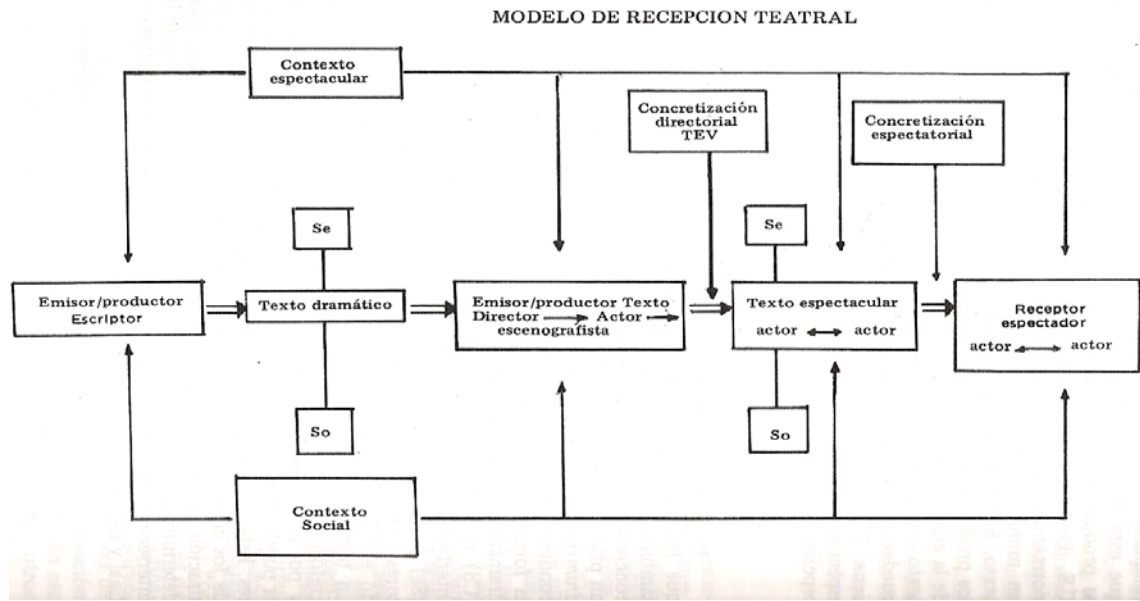 MODELO DE RECEPCION TEATRAL
Contexto
espectacular
Concretización
directorial
TEV
Concretización
espectatorial
Se
Se
Emisor/productor
Escriptor
Texto dramático
Emisor/productor Texto
Director Actor
escenografista
Texto espectacular
actor actor
Receptor
espectador
actor actor
So
So
Contexto
Social